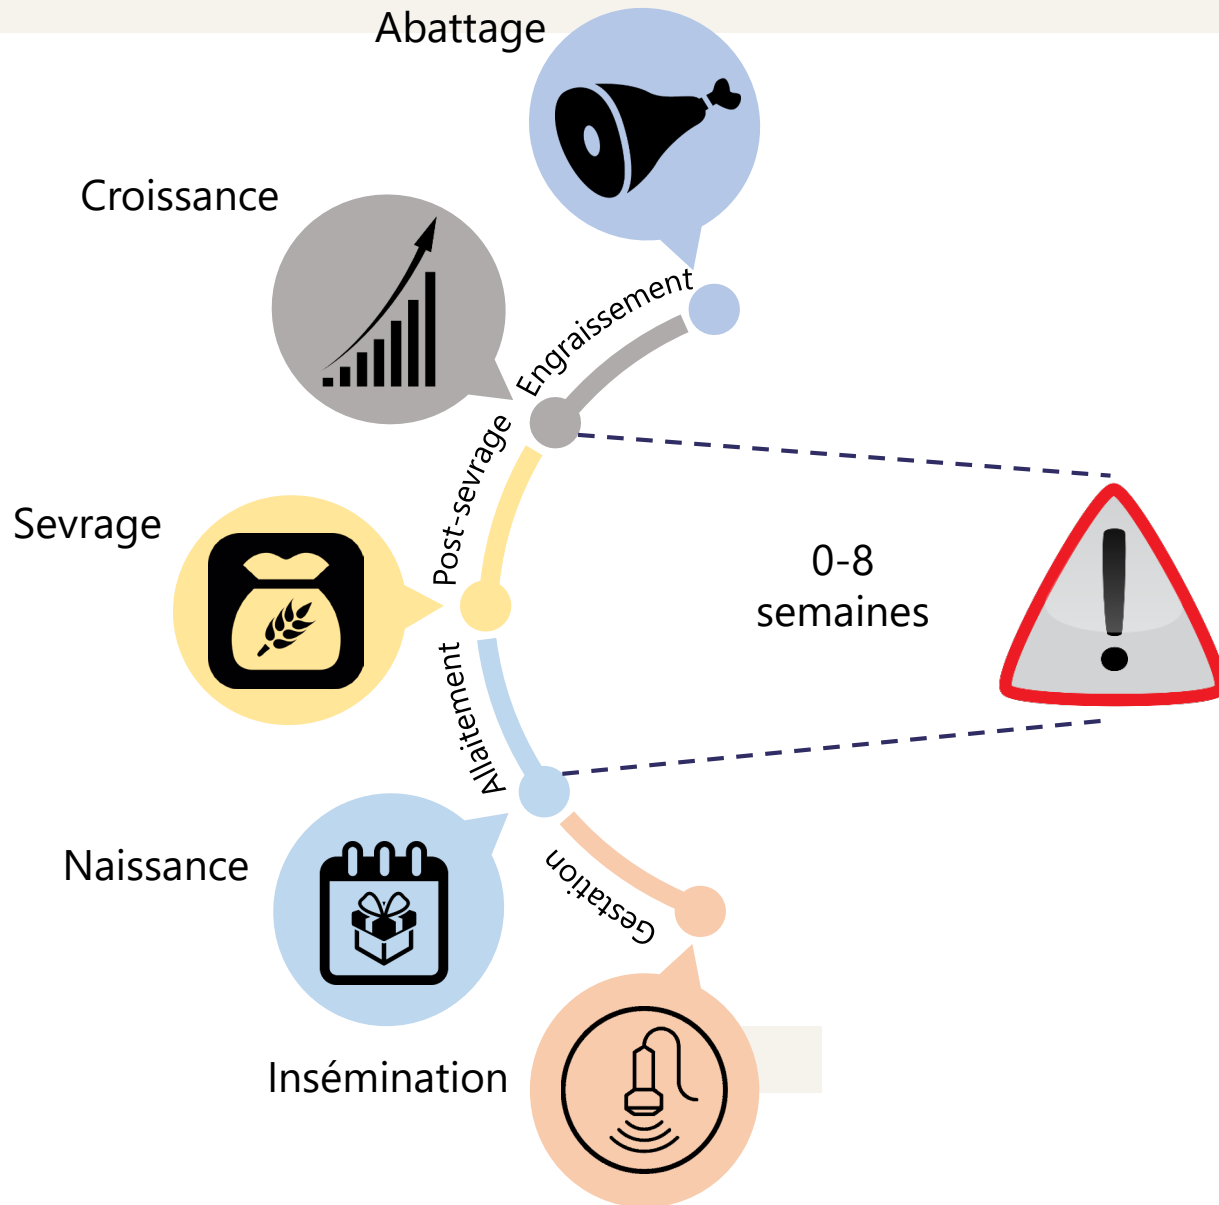 Abattage
Croissance
Engraissement
Post-sevrage
Sevrage
0-8
semaines
Allaitement
Naissance
Gestation
Insémination